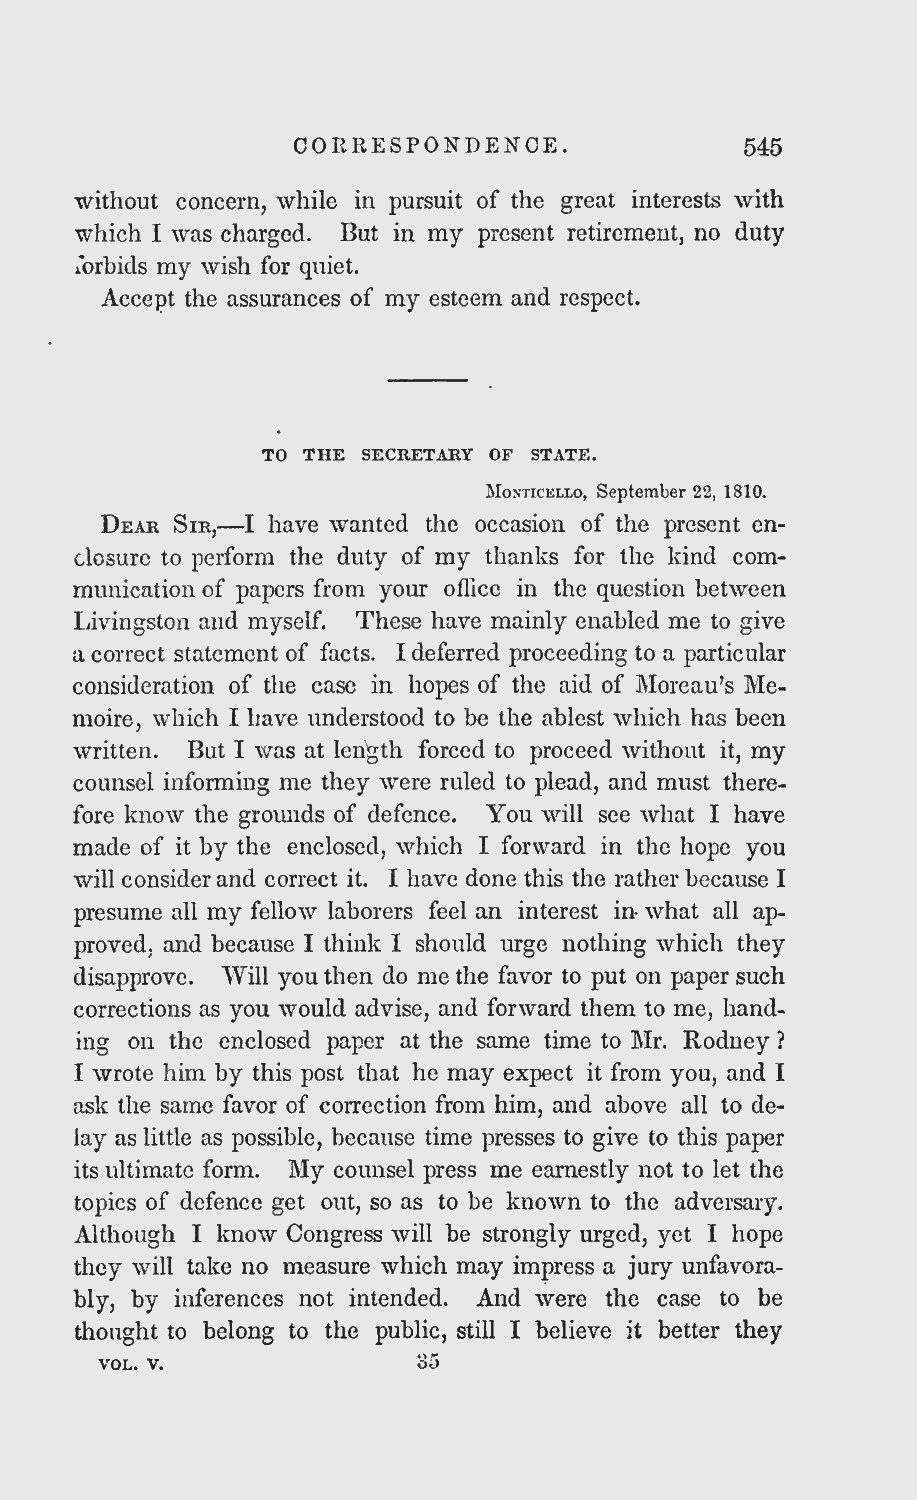 CORRESPONDENCE. 545
without concern, while in pursuit of the great interests with
which I was charged. But in my present retirement, no duty
forbids my wish for quiet.
Accept the assurances of my esteem and respect.
TO THE SECRETARY OF STATE.
Monticello, September 22, 1810.
Dear Sir,—I have wanted the occasion of the present en-
closure to perform the duty of my thanks for the kind com-
munication of papers from your office in the question between
Livingston and myself. These have mainly enabled me to give
a correct statement of facts. I deferred proceeding to a particular
consideration of the case in hopes of the aid of Moreau's Me-
moire, which I have understood to be the ablest which has been
written. But I was at length forced to proceed without it, my
counsel informing me they were ruled to plead, and must there-
fore know the grounds of defence. You will see what I have
made of it by the enclosed, which I forward in the hope you
will consider and correct it. I have done this the rather because I
presume all my fellow laborers feel an interest in what all ap-
proved, and because I think I should urge nothing which they
disapprove. Will you then do me the favor to put on paper such
corrections as you would advise, and forward them to me, hand-
ing on the enclosed paper at the same time to Mr. Rodney?
I wrote him by this post that he may expect it from you, and I
ask the same favor of correction from him, and above all to de-
lay as little as possible, because time presses to give to this paper
its ultimate form. My counsel press me earnestly not to let the
topics of defence get out, so as to be known to the adversary.
Although I know Congress will be strongly urged, yet I hope
they will take no measure which may impress a jury unfavora-
bly, by inferences not intended. And were the case to be
thought to belong to the public, still I believe it better they
VOL. V. 35